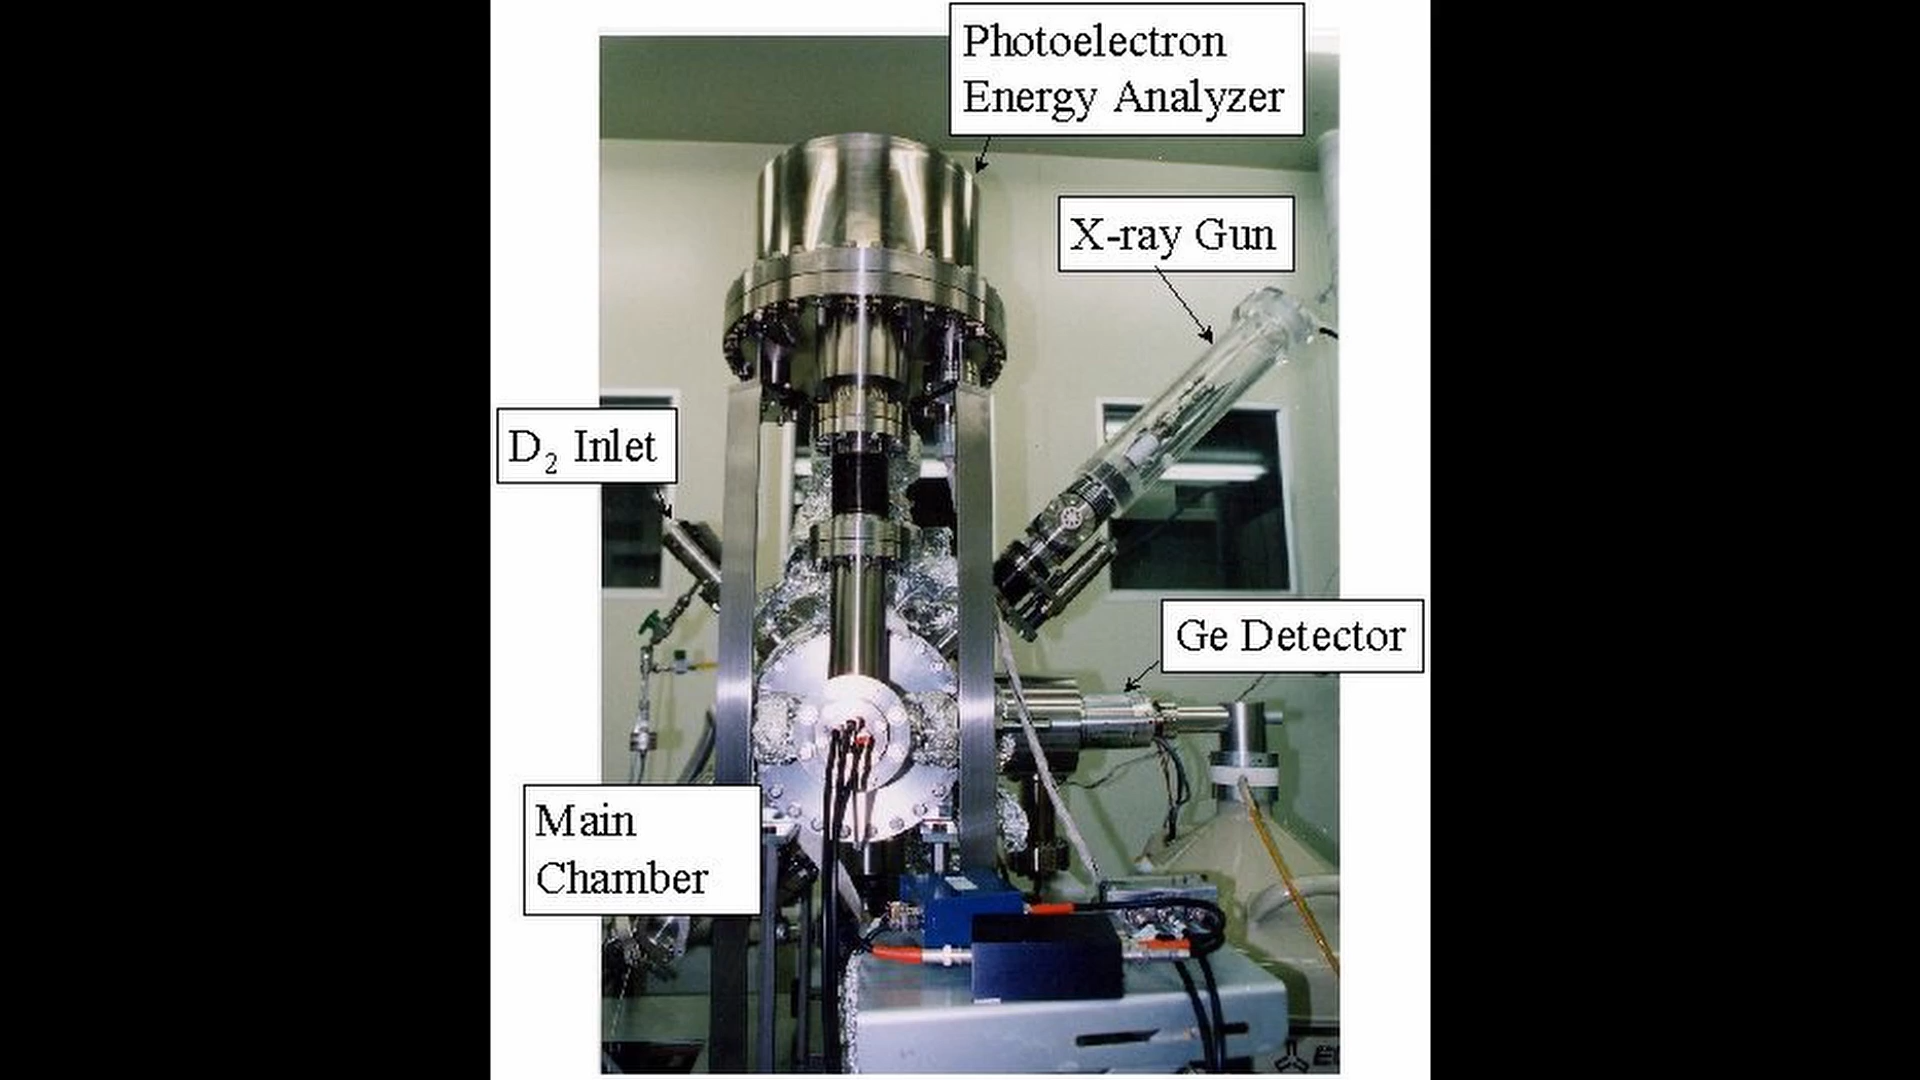 Photoelectron
Energy Analyzer
X-ray Gun
D₂ Inlet
Ge Detector
Main
Chamber